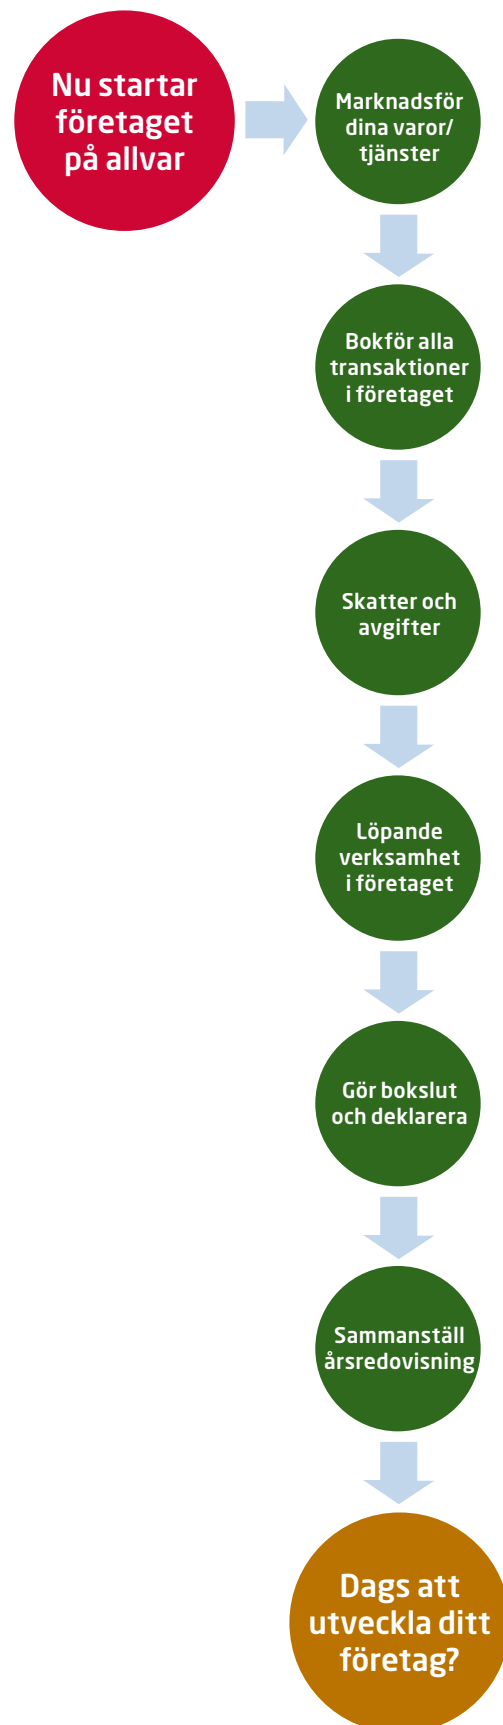 Nu startar
företaget
på allvar
Marknadsför
dina varor/
tjänster
Bokför alla
transaktioner
i företaget
Skatter och
avgifter
Löpande
verksamhet
i företaget
Gör bokslut
och deklarera
Sammanställ
årsredovisning
Dags att
utveckla ditt
företag?